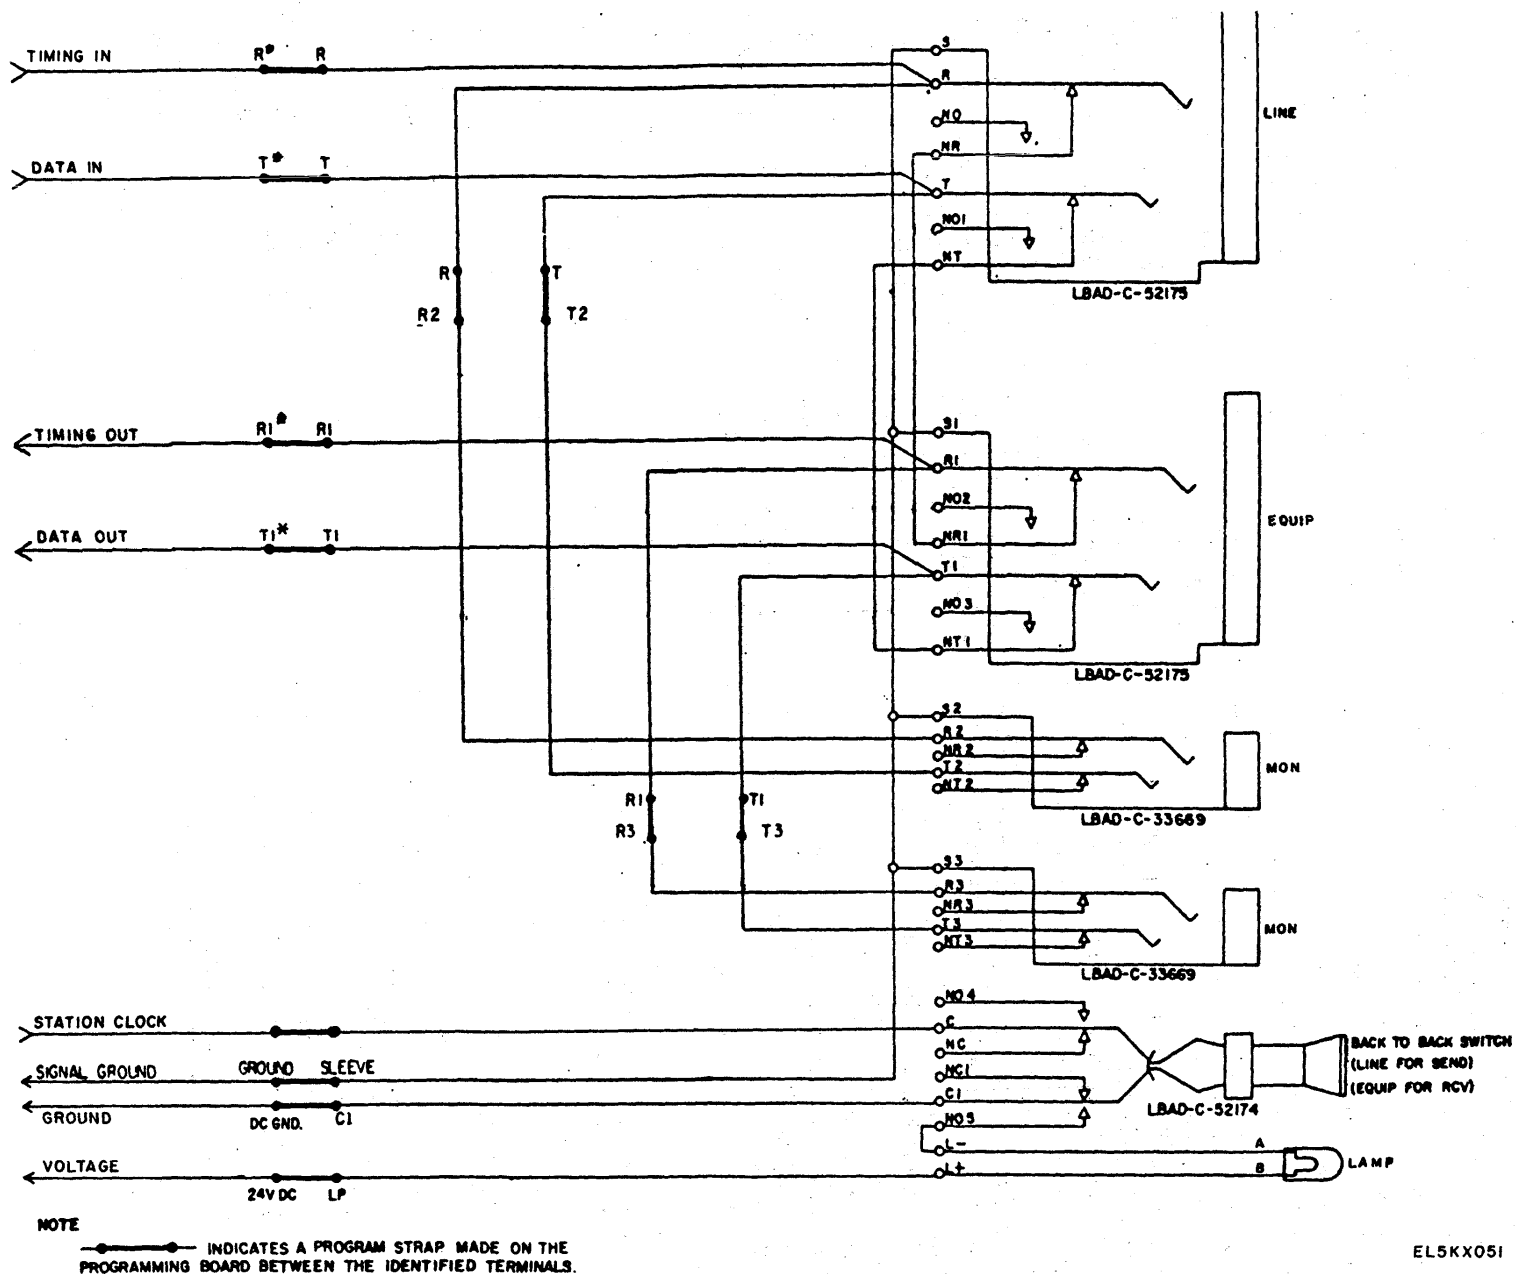 TIMING IN
R* R
S
R
NO
NR
LINE
DATA IN
T* T
T
NO1
NT
LBAD-C-52175
R T
R2 T2
TIMING OUT
R1* R1
S1
R1
NO2
NR1
EQUIP
DATA OUT
T1* T1
T1
NO3
NT1
LBAD-C-52175
S2
R2
NR2
T2
NT2
MON
LBAD-C-33669
R1 T1
R3 T3
S3
R3
NR3
T3
NT3
MON
LBAD-C-33669
NO4
STATION CLOCK
C
NC
NC1
C1
NO5
L-
L+
BACK TO BACK SWITCH
(LINE FOR SEND)
(EQUIP FOR RCV)
LBAD-C-52174
SIGNAL GROUND GROUND SLEEVE
GROUND DC GND. C1
A
B
LAMP
VOLTAGE
24V DC LP
NOTE
INDICATES A PROGRAM STRAP MADE ON THE
PROGRAMMING BOARD BETWEEN THE IDENTIFIED TERMINALS.
EL5KX051